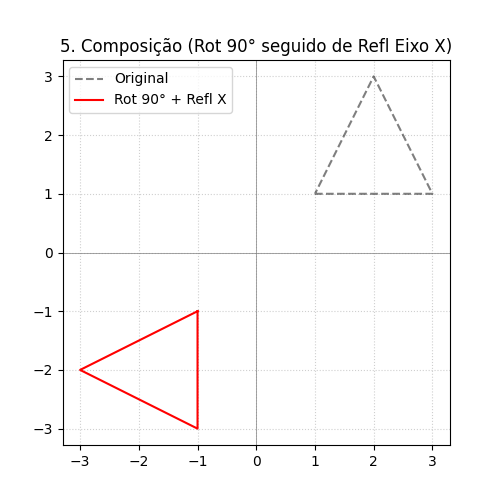 5. Composição (Rot 90° seguido de Refl Eixo X)
Original
Rot 90° + Refl X
3
2
1
0
−1
−2
−3
−3 −2 −1 0 1 2 3